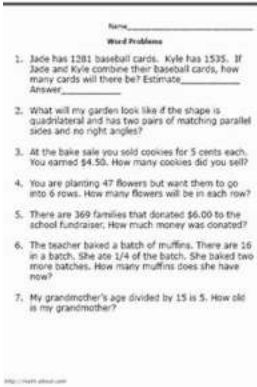 Name
Word Problems
1. Jade has 1281 baseball cards. Kyle has 1535. If
Jade and Kyle combine their baseball cards, how
many cards will there be? Estimate
Answer
2. What will my garden look like if the shape is
quadrilateral and has two pairs of matching parallel
sides and no right angles?
3. At the bake sale you sold cookies for 5 cents each.
You earned $4.50. How many cookies did you sell?
4. You are planting 47 flowers but want them to go
into 6 rows. How many flowers will be in each row?
5. There are 369 families that donated $6.00 to the
school fundraiser. How much money was donated?
6. The teacher baked a batch of muffins. There are 16
in a batch. She ate 1/4 of the batch. She baked two
more batches. How many muffins does she have
now?
7. My grandmother's age divided by 15 is 5. How old
is my grandmother?
http://math.about.com